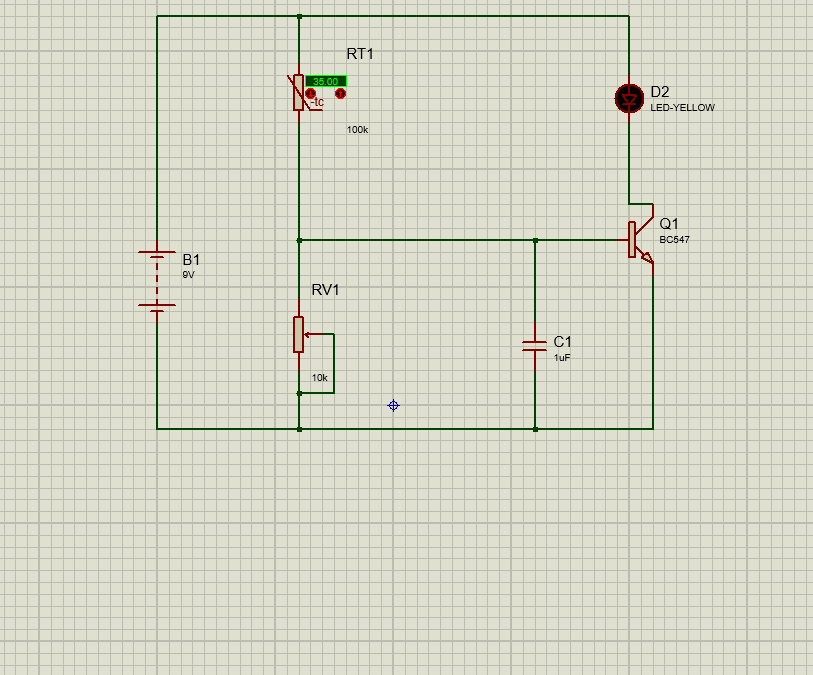 RT1
35.00
-tc
100k
D2
LED-YELLOW
Q1
BC547
B1
9V
RV1
10k
C1
1uF